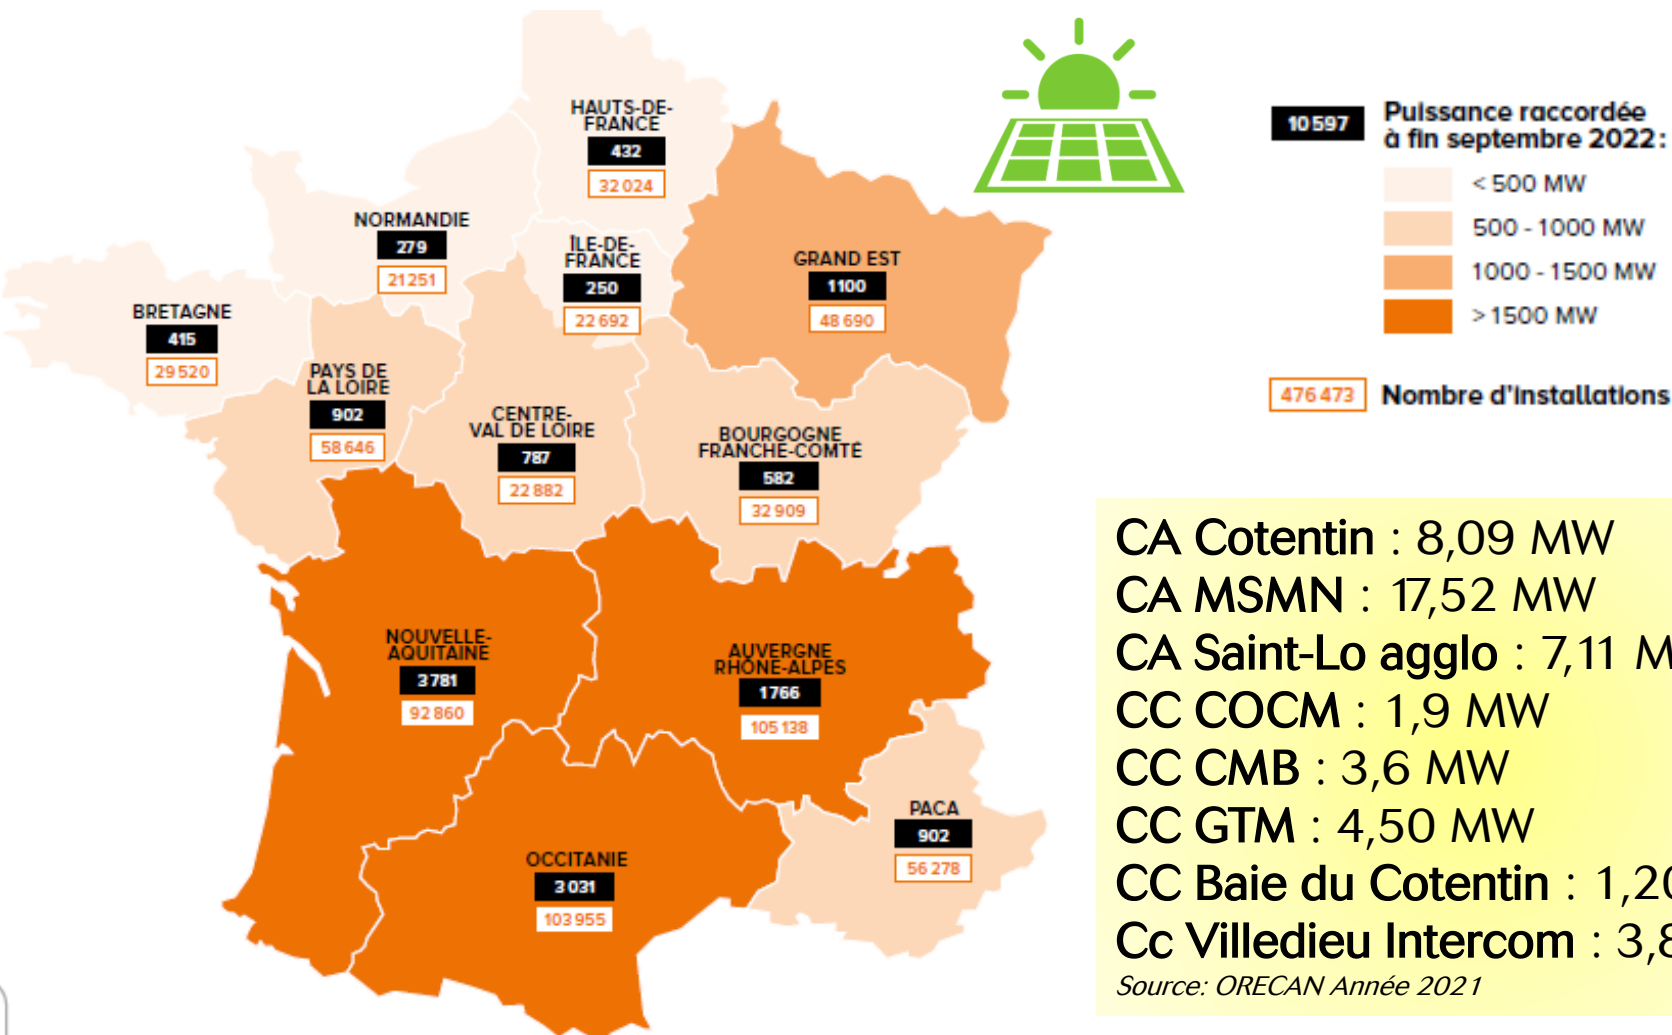 HAUTS-DE-
FRANCE
432
32 024
NORMANDIE
279
21 251
ÎLE-DE-
FRANCE
250
22 692
GRAND EST
1100
48 690
BRETAGNE
415
29 520
PAYS DE
LA LOIRE
902
58 646
CENTRE-
VAL DE LOIRE
787
22 882
BOURGOGNE
FRANCHE-COMTÉ
582
32 909
NOUVELLE-
AQUITAINE
3 781
92 860
AUVERGNE
RHÔNE-ALPES
1766
105 138
OCCITANIE
3 031
103 955
PACA
902
56 278
10 597 Puissance raccordée
à fin septembre 2022 :
< 500 MW
500 - 1000 MW
1000 - 1500 MW
> 1500 MW
476 473 Nombre d'installations
CA Cotentin : 8,09 MW
CA MSMN : 17,52 MW
CA Saint-Lo agglo : 7,11
CC COCM : 1,9 MW
CC CMB : 3,6 MW
CC GTM : 4,50 MW
CC Baie du Cotentin : 1,20
Cc Villedieu Intercom : 3,8
Source: ORECAN Année 2021